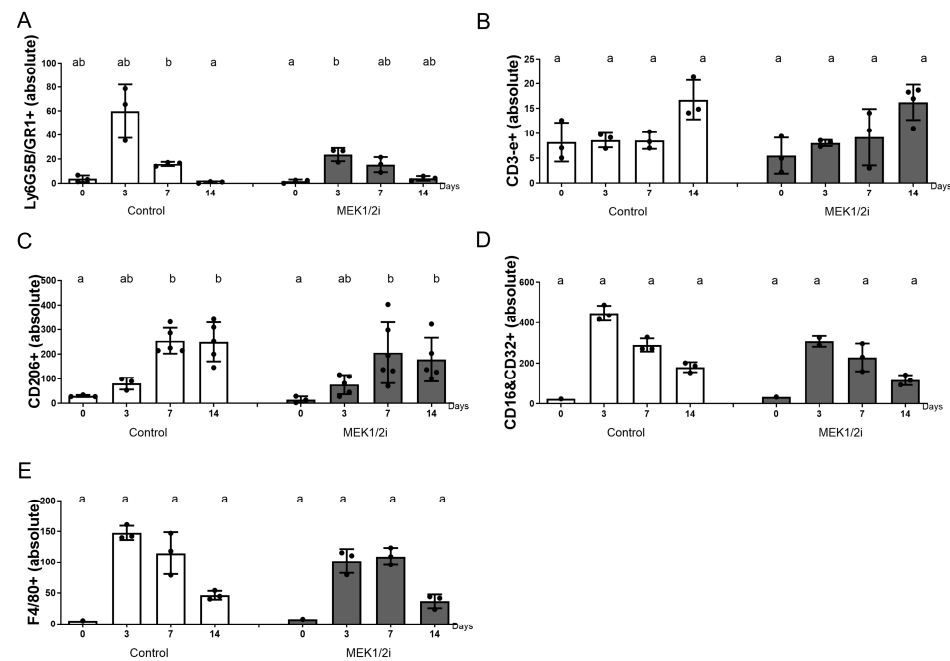 A
Ly6G5B/GR1+ (absolute)
ab ab b a a b ab ab
100
80
60
40
20
0
0 3 7 14 0 3 7 14 Days
Control MEK1/2i
B
CD3-e+ (absolute)
a a a a a a a a
25
20
15
10
5
0
0 3 7 14 0 3 7 14 Days
Control MEK1/2i
C
CD206+ (absolute)
a ab b b a ab b b
500
400
300
200
100
0
0 3 7 14 0 3 7 14 Days
Control MEK1/2i
D
CD16&CD32+ (absolute)
a a a a a a a a
600
400
200
0
0 3 7 14 0 3 7 14 Days
Control MEK1/2i
E
F4/80+ (absolute)
a a a a a a a a
200
150
100
50
0
0 3 7 14 0 3 7 14 Days
Control MEK1/2i